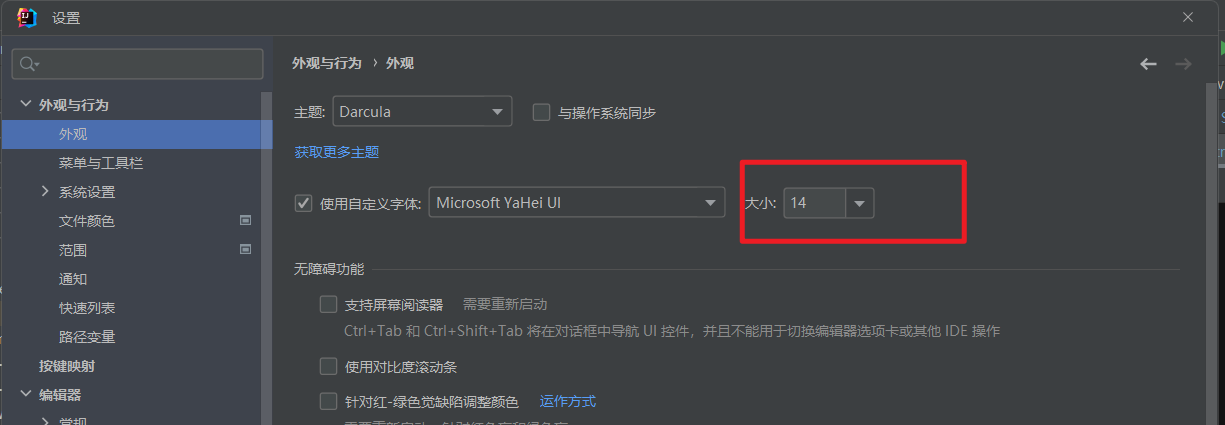 设置
外观与行为 › 外观
外观与行为
外观
菜单与工具栏
系统设置
文件颜色
范围
通知
快速列表
路径变量
按键映射
编辑器
常规
主题: Darcula 与操作系统同步
获取更多主题
使用自定义字体: Microsoft YaHei UI 大小: 14
无障碍功能
支持屏幕阅读器 需要重新启动
Ctrl+Tab 和 Ctrl+Shift+Tab 将在对话框中导航 UI 控件，并且不能用于切换编辑器选项卡或其他 IDE 操作
使用对比度滚动条
针对红-绿色觉缺陷调整颜色 运作方式